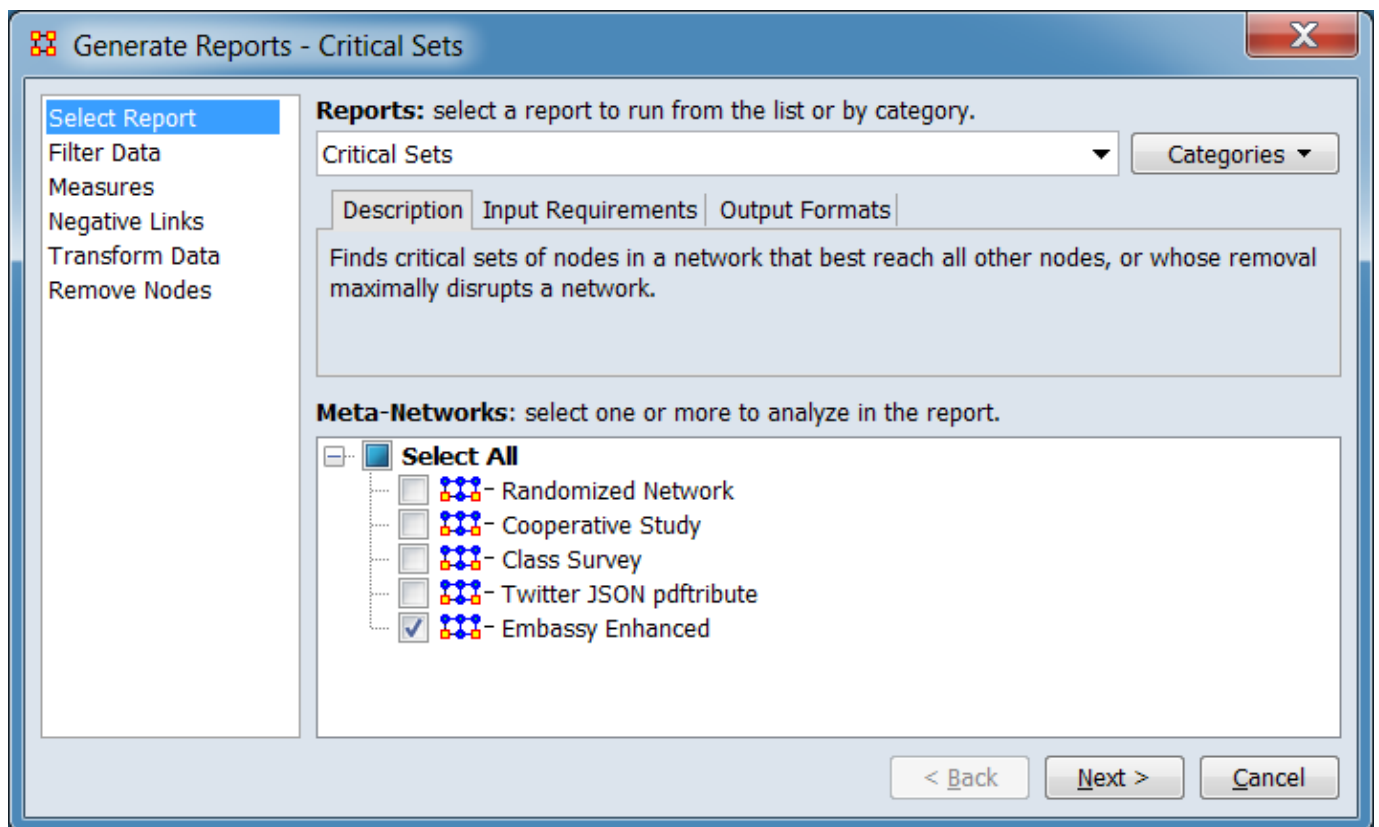 Generate Reports - Critical Sets
X
Select Report
Filter Data
Measures
Negative Links
Transform Data
Remove Nodes
Reports: select a report to run from the list or by category.
Critical Sets
Categories
Description
Input Requirements
Output Formats
Finds critical sets of nodes in a network that best reach all other nodes, or whose removal
maximally disrupts a network.
Meta-Networks: select one or more to analyze in the report.
Select All
- Randomized Network
- Cooperative Study
- Class Survey
- Twitter JSON pdftribute
- Embassy Enhanced
< Back
Next >
Cancel